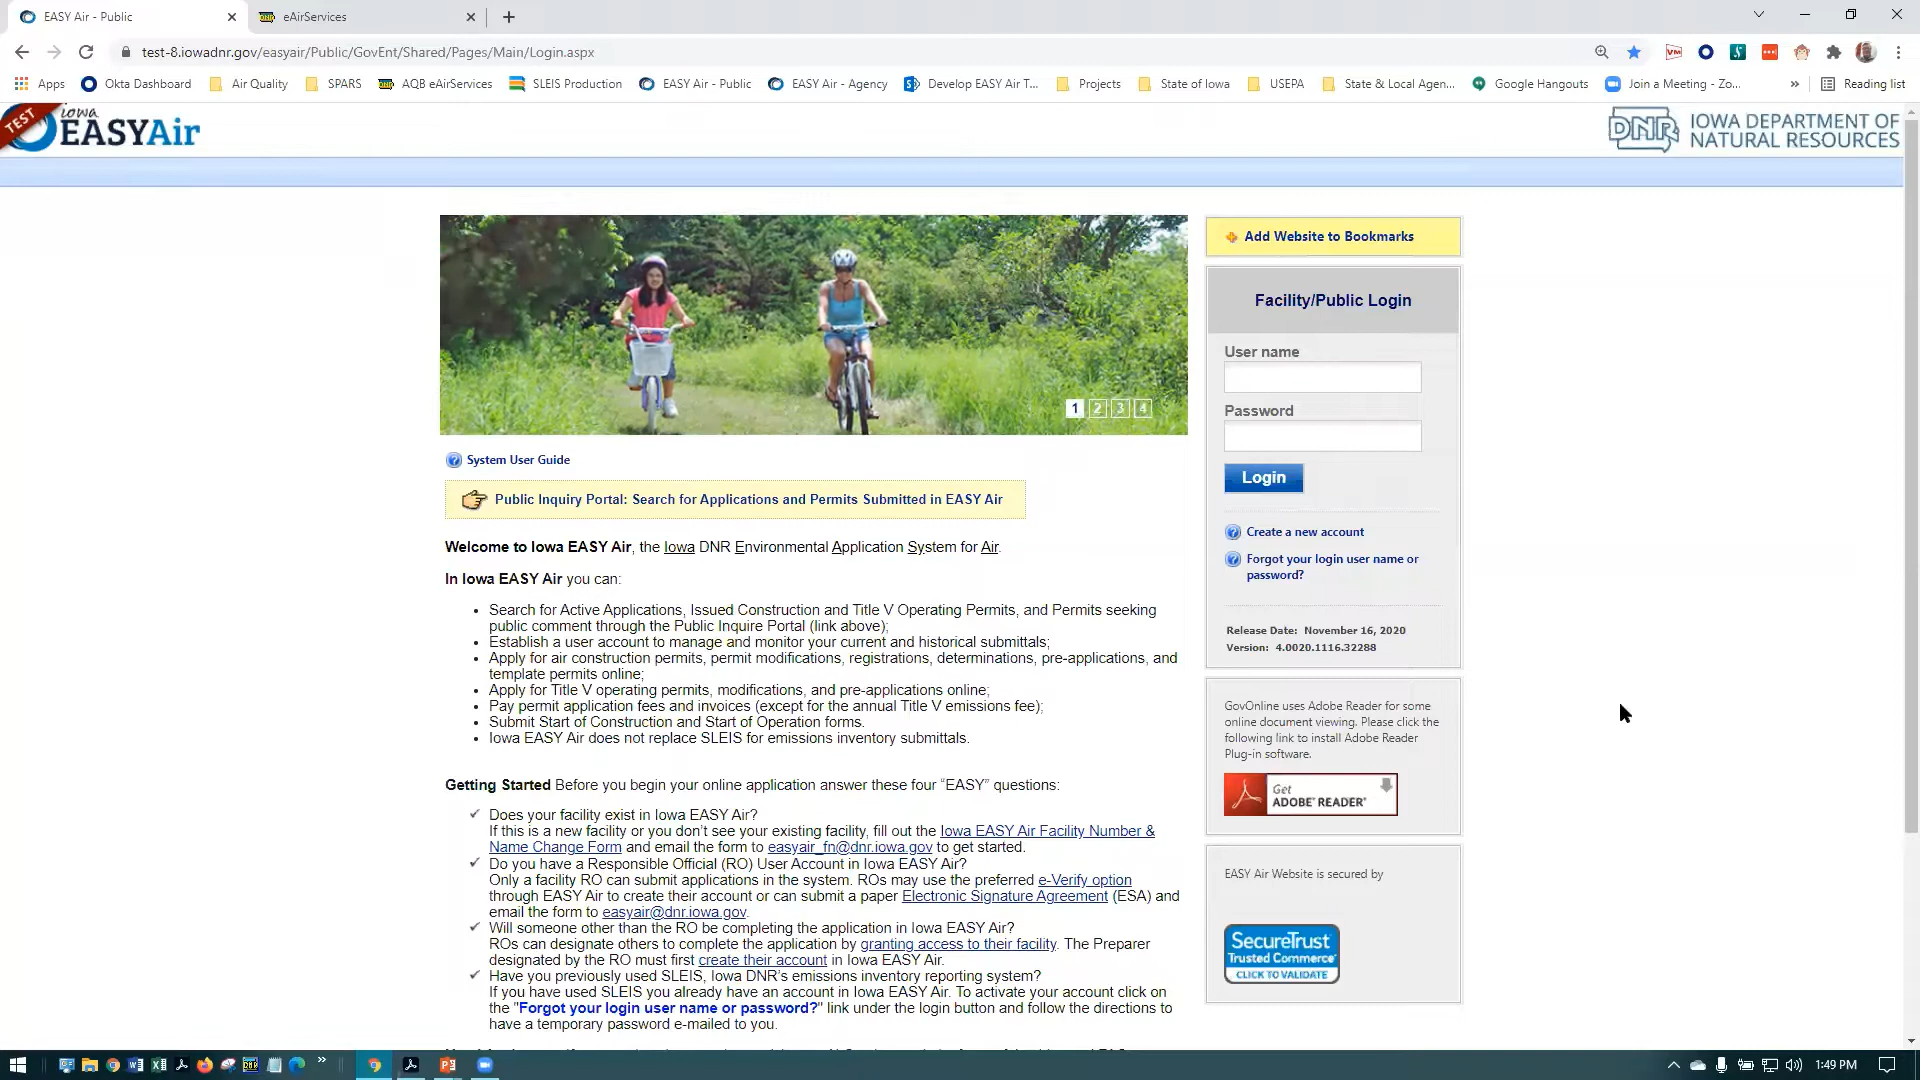 EASY Air - Public
eAirServices
test-8.iowadnr.gov/easyair/Public/GovEnt/Shared/Pages/Main/Login.aspx
Apps
Okta Dashboard
Air Quality
SPARS
AQB eAirServices
SLEIS Production
EASY Air - Public
EASY Air - Agency
Develop EASY Air T...
Projects
State of Iowa
USEPA
State & Local Agen...
Google Hangouts
Join a Meeting - Zo...
»
Reading list
TEST
iowa
EASYAir
DNR
IOWA DEPARTMENT OF
NATURAL RESOURCES
1 2 3 4
System User Guide
Public Inquiry Portal: Search for Applications and Permits Submitted in EASY Air
Welcome to Iowa EASY Air, the Iowa DNR Environmental Application System for Air.
In Iowa EASY Air you can:
• Search for Active Applications, Issued Construction and Title V Operating Permits, and Permits seeking
public comment through the Public Inquire Portal (link above);
• Establish a user account to manage and monitor your current and historical submittals;
• Apply for air construction permits, permit modifications, registrations, determinations, pre-applications, and
template permits online;
• Apply for Title V operating permits, modifications, and pre-applications online;
• Pay permit application fees and invoices (except for the annual Title V emissions fee);
• Submit Start of Construction and Start of Operation forms.
• Iowa EASY Air does not replace SLEIS for emissions inventory submittals.
Getting Started Before you begin your online application answer these four “EASY” questions:
✓ Does your facility exist in Iowa EASY Air?
If this is a new facility or you don’t see your existing facility, fill out the Iowa EASY Air Facility Number &
Name Change Form and email the form to easyair_fn@dnr.iowa.gov to get started.
✓ Do you have a Responsible Official (RO) User Account in Iowa EASY Air?
Only a facility RO can submit applications in the system. ROs may use the preferred e-Verify option
through EASY Air to create their account or can submit a paper Electronic Signature Agreement (ESA) and
email the form to easyair@dnr.iowa.gov.
✓ Will someone other than the RO be completing the application in Iowa EASY Air?
ROs can designate others to complete the application by granting access to their facility. The Preparer
designated by the RO must first create their account in Iowa EASY Air.
✓ Have you previously used SLEIS, Iowa DNR’s emissions inventory reporting system?
If you have used SLEIS you already have an account in Iowa EASY Air. To activate your account click on
the "Forgot your login user name or password?" link under the login button and follow the directions to
have a temporary password e-mailed to you.
Add Website to Bookmarks
Facility/Public Login
User name
Password
Login
Create a new account
Forgot your login user name or
password?
Release Date: November 16, 2020
Version: 4.0020.1116.32288
GovOnline uses Adobe Reader for some
online document viewing. Please click the
following link to install Adobe Reader
Plug-in software.
Get
ADOBE® READER®
EASY Air Website is secured by
SecureTrust
Trusted Commerce
CLICK TO VALIDATE
1:49 PM